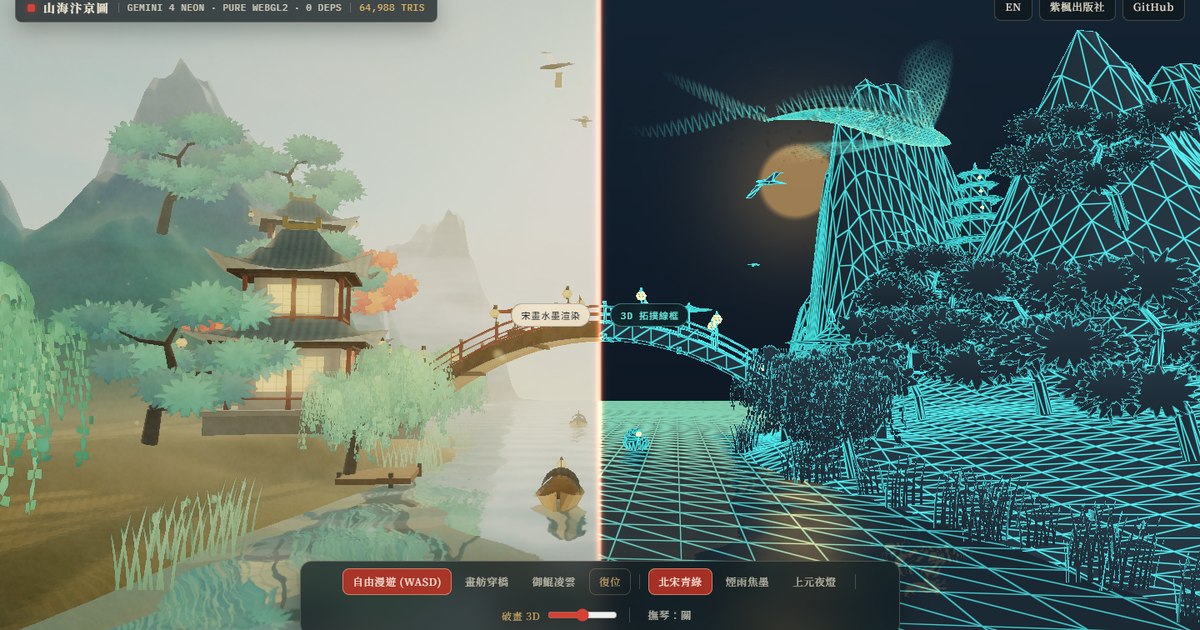 山海汴京圖 GEMINI 4 NEON · PURE WEBGL2 · 0 DEPS 64,988 TRIS EN 紫楓出版社 GitHub
宋畫水墨渲染 3D 拓撲線框
自由漫遊 (WASD) 畫舫穿橋 御鯤凌雲 復位 北宋青綠 煙雨焦墨 上元夜燈
破畫 3D 撫琴：關